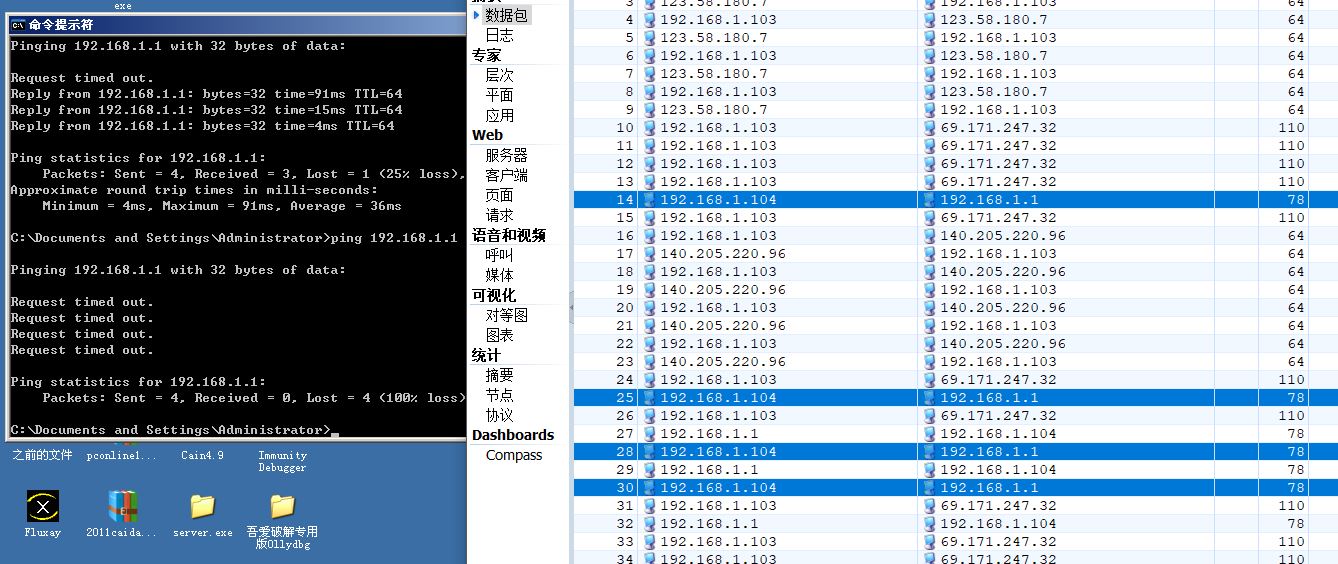 exe
命令提示符
Pinging 192.168.1.1 with 32 bytes of data:
Request timed out.
Reply from 192.168.1.1: bytes=32 time=91ms TTL=64
Reply from 192.168.1.1: bytes=32 time=15ms TTL=64
Reply from 192.168.1.1: bytes=32 time=4ms TTL=64
Ping statistics for 192.168.1.1:
Packets: Sent = 4, Received = 3, Lost = 1 (25% loss),
Approximate round trip times in milli-seconds:
Minimum = 4ms, Maximum = 91ms, Average = 36ms
C:\Documents and Settings\Administrator>ping 192.168.1.1
Pinging 192.168.1.1 with 32 bytes of data:
Request timed out.
Request timed out.
Request timed out.
Request timed out.
Ping statistics for 192.168.1.1:
Packets: Sent = 4, Received = 0, Lost = 4 (100% loss)
C:\Documents and Settings\Administrator>_
之前的文件 pconline1... Cain4.9 Immunity
Debugger
Fluxay 2011caida... server.exe 吾爱破解专用
版Ollydbg
数据包
日志
专家
层次
平面
应用
Web
服务器
客户端
页面
请求
语音和视频
呼叫
媒体
可视化
对等图
图表
统计
摘要
节点
协议
Dashboards
Compass
3 123.58.180.7 192.168.1.103 64
4 192.168.1.103 123.58.180.7 64
5 123.58.180.7 192.168.1.103 64
6 192.168.1.103 123.58.180.7 64
7 123.58.180.7 192.168.1.103 64
8 192.168.1.103 123.58.180.7 64
9 123.58.180.7 192.168.1.103 64
10 192.168.1.103 69.171.247.32 110
11 192.168.1.103 69.171.247.32 110
12 192.168.1.103 69.171.247.32 110
13 192.168.1.103 69.171.247.32 110
14 192.168.1.104 192.168.1.1 78
15 192.168.1.103 69.171.247.32 110
16 192.168.1.103 140.205.220.96 64
17 140.205.220.96 192.168.1.103 64
18 192.168.1.103 140.205.220.96 64
19 140.205.220.96 192.168.1.103 64
20 192.168.1.103 140.205.220.96 64
21 140.205.220.96 192.168.1.103 64
22 192.168.1.103 140.205.220.96 64
23 140.205.220.96 192.168.1.103 64
24 192.168.1.103 69.171.247.32 110
25 192.168.1.104 192.168.1.1 78
26 192.168.1.103 69.171.247.32 110
27 192.168.1.1 192.168.1.104 78
28 192.168.1.104 192.168.1.1 78
29 192.168.1.1 192.168.1.104 78
30 192.168.1.104 192.168.1.1 78
31 192.168.1.103 69.171.247.32 110
32 192.168.1.1 192.168.1.104 78
33 192.168.1.103 69.171.247.32 110
34 192.168.1.103 69.171.247.32 110